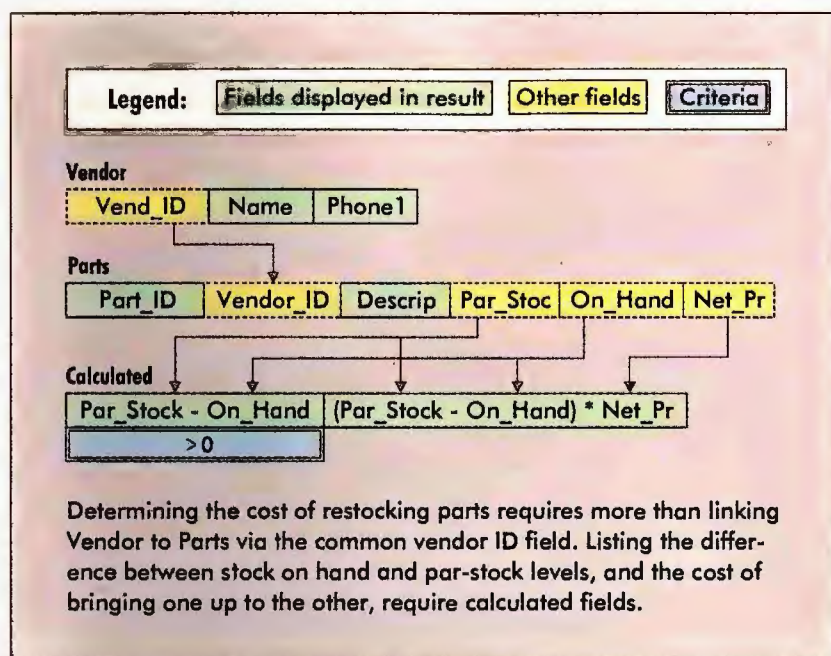 Legend: Fields displayed in result Other fields Criteria
Vendor
Vend_ID Name Phone1
Parts
Part_ID Vendor_ID Descrip Par_Stoc On_Hand Net_Pr
Calculated
Par_Stock - On_Hand (Par_Stock - On_Hand) * Net_Pr
>0
Determining the cost of restocking parts requires more than linking
Vendor to Parts via the common vendor ID field. Listing the differ-
ence between stock on hand and par-stock levels, and the cost of
bringing one up to the other, require calculated fields.